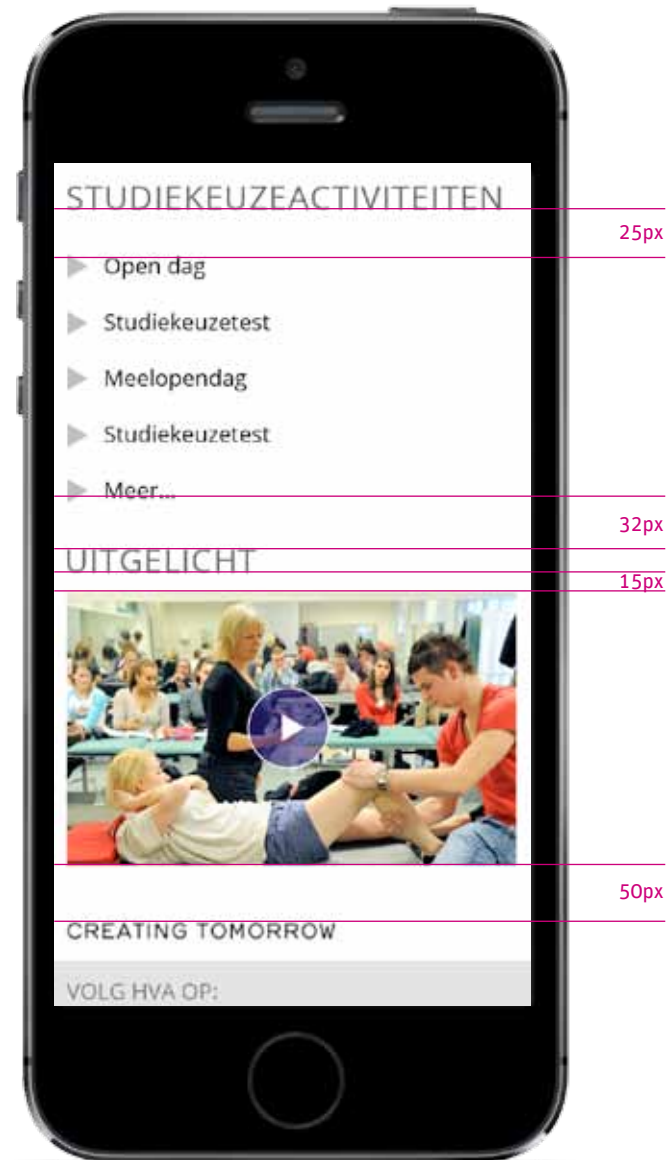 STUDIEKEUZEACTIVITEITEN
25px
Open dag
Studiekeuzetest
Meelopendag
Studiekeuzetest
Meer...
32px
UITGELICHT
15px
50px
CREATING TOMORROW
VOLG HVA OP: